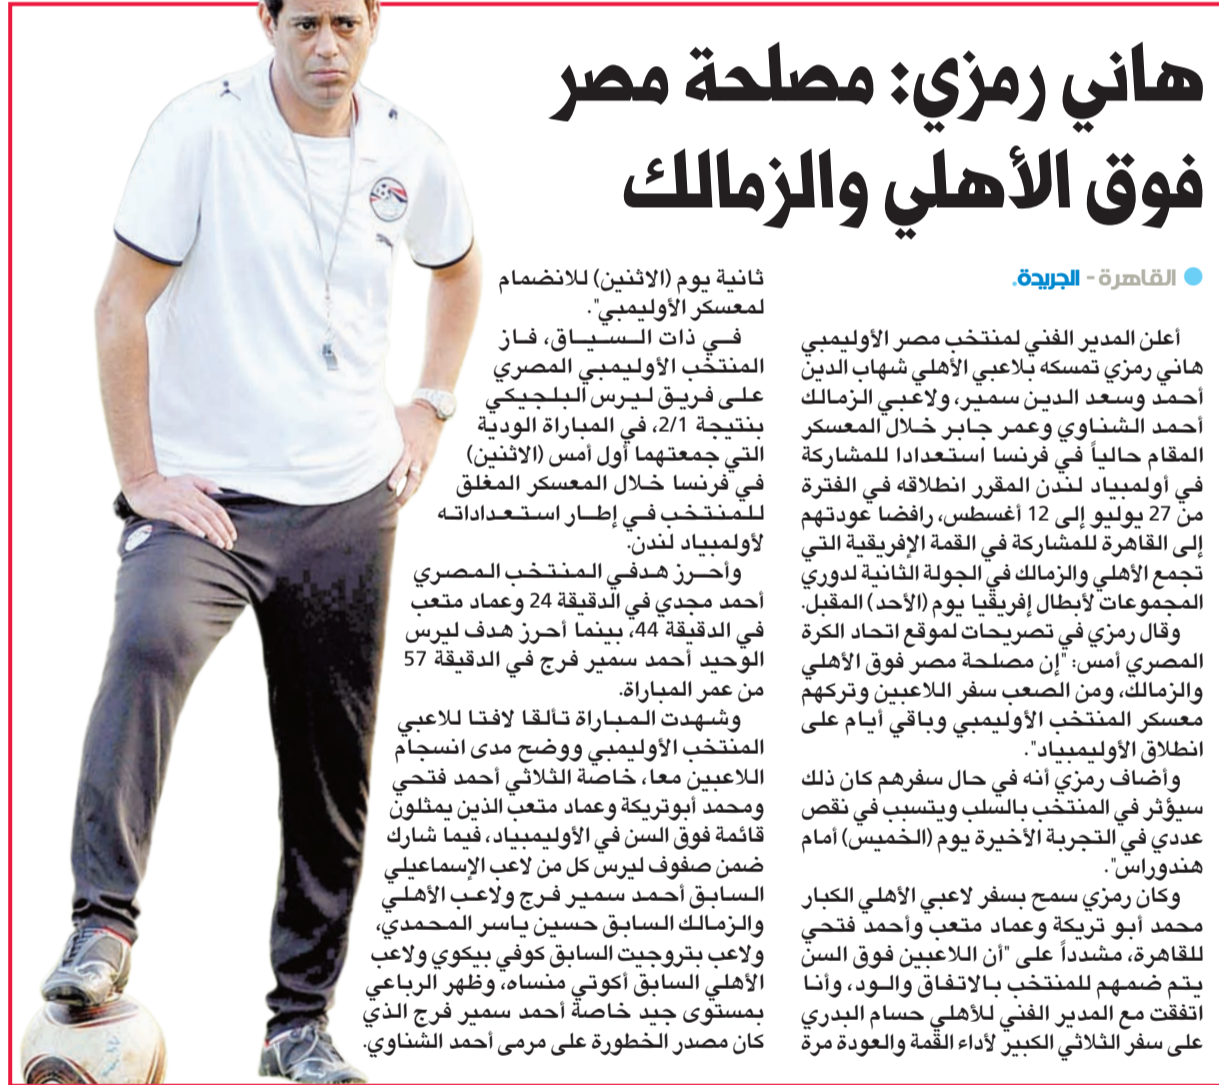 هاني رمزي: مصلحة مصر
فوق الأهلي والزمالك
القاهرة - الجريدة.
أعلن المدير الفني لمنتخب مصر الأوليمبي
هاني رمزي تمسكه بلاعبي الأهلي شهاب الدين
أحمد وسعد الدين سمير، ولاعبي الزمالك
أحمد الشناوي وعمر جابر خلال المعسكر
المقام حالياً في فرنسا استعدادا للمشاركة
في أولمبياد لندن المقرر انطلاقه في الفترة
من 27 يوليو إلى 12 أغسطس، رافضا عودتهم
إلى القاهرة للمشاركة في القمة الإفريقية التي
تجمع الأهلي والزمالك في الجولة الثانية لدوري
المجموعات لأبطال إفريقيا يوم (الأحد) المقبل.
وقال رمزي في تصريحات لموقع اتحاد الكرة
المصري أمس: "إن مصلحة مصر فوق الأهلي
والزمالك، ومن الصعب سفر اللاعبين وتركهم
معسكر المنتخب الأوليمبي وباقي أيام على
انطلاق الأوليمبياد".
وأضاف رمزي أنه في حال سفرهم كان ذلك
سيؤثر في المنتخب بالسلب ويتسبب في نقص
عددي في التجربة الأخيرة يوم (الخميس) أمام
هندوراس".
وكان رمزي سمح بسفر لاعبي الأهلي الكبار
محمد أبو تريكة وعماد متعب وأحمد فتحي
للقاهرة، مشدداً على "أن اللاعبين فوق السن
يتم ضمهم للمنتخب بالاتفاق والود، وأنا
اتفقت مع المدير الفني للأهلي حسام البدري
على سفر الثلاثي الكبير لأداء القمة والعودة مرة
ثانية يوم (الاثنين) للانضمام
لمعسكر الأوليمبي".
في ذات السياق، فاز
المنتخب الأوليمبي المصري
على فريق ليرس البلجيكي
بنتيجة 2/1، في المباراة الودية
التي جمعتهما أول أمس (الاثنين)
في فرنسا خلال المعسكر المغلق
للمنتخب في إطار استعداداته
لأولمبياد لندن.
وأحرز هدفي المنتخب المصري
أحمد مجدي في الدقيقة 24 وعماد متعب
في الدقيقة 44، بينما أحرز هدف ليرس
الوحيد أحمد سمير فرج في الدقيقة 57
من عمر المباراة.
وشهدت المباراة تألقا لافتا للاعبي
المنتخب الأوليمبي ووضح مدى انسجام
اللاعبين معا، خاصة الثلاثي أحمد فتحي
ومحمد أبوتريكة وعماد متعب الذين يمثلون
قائمة فوق السن في الأوليمبياد، فيما شارك
ضمن صفوف ليرس كل من لاعب الإسماعيلي
السابق أحمد سمير فرج ولاعب الأهلي
والزمالك السابق حسين ياسر المحمدي،
ولاعب بتروجيت السابق كوفي بيكوي ولاعب
الأهلي السابق أكوتي منساه، وظهر الرباعي
بمستوى جيد خاصة أحمد سمير فرج الذي
كان مصدر الخطورة على مرمى أحمد الشناوي.